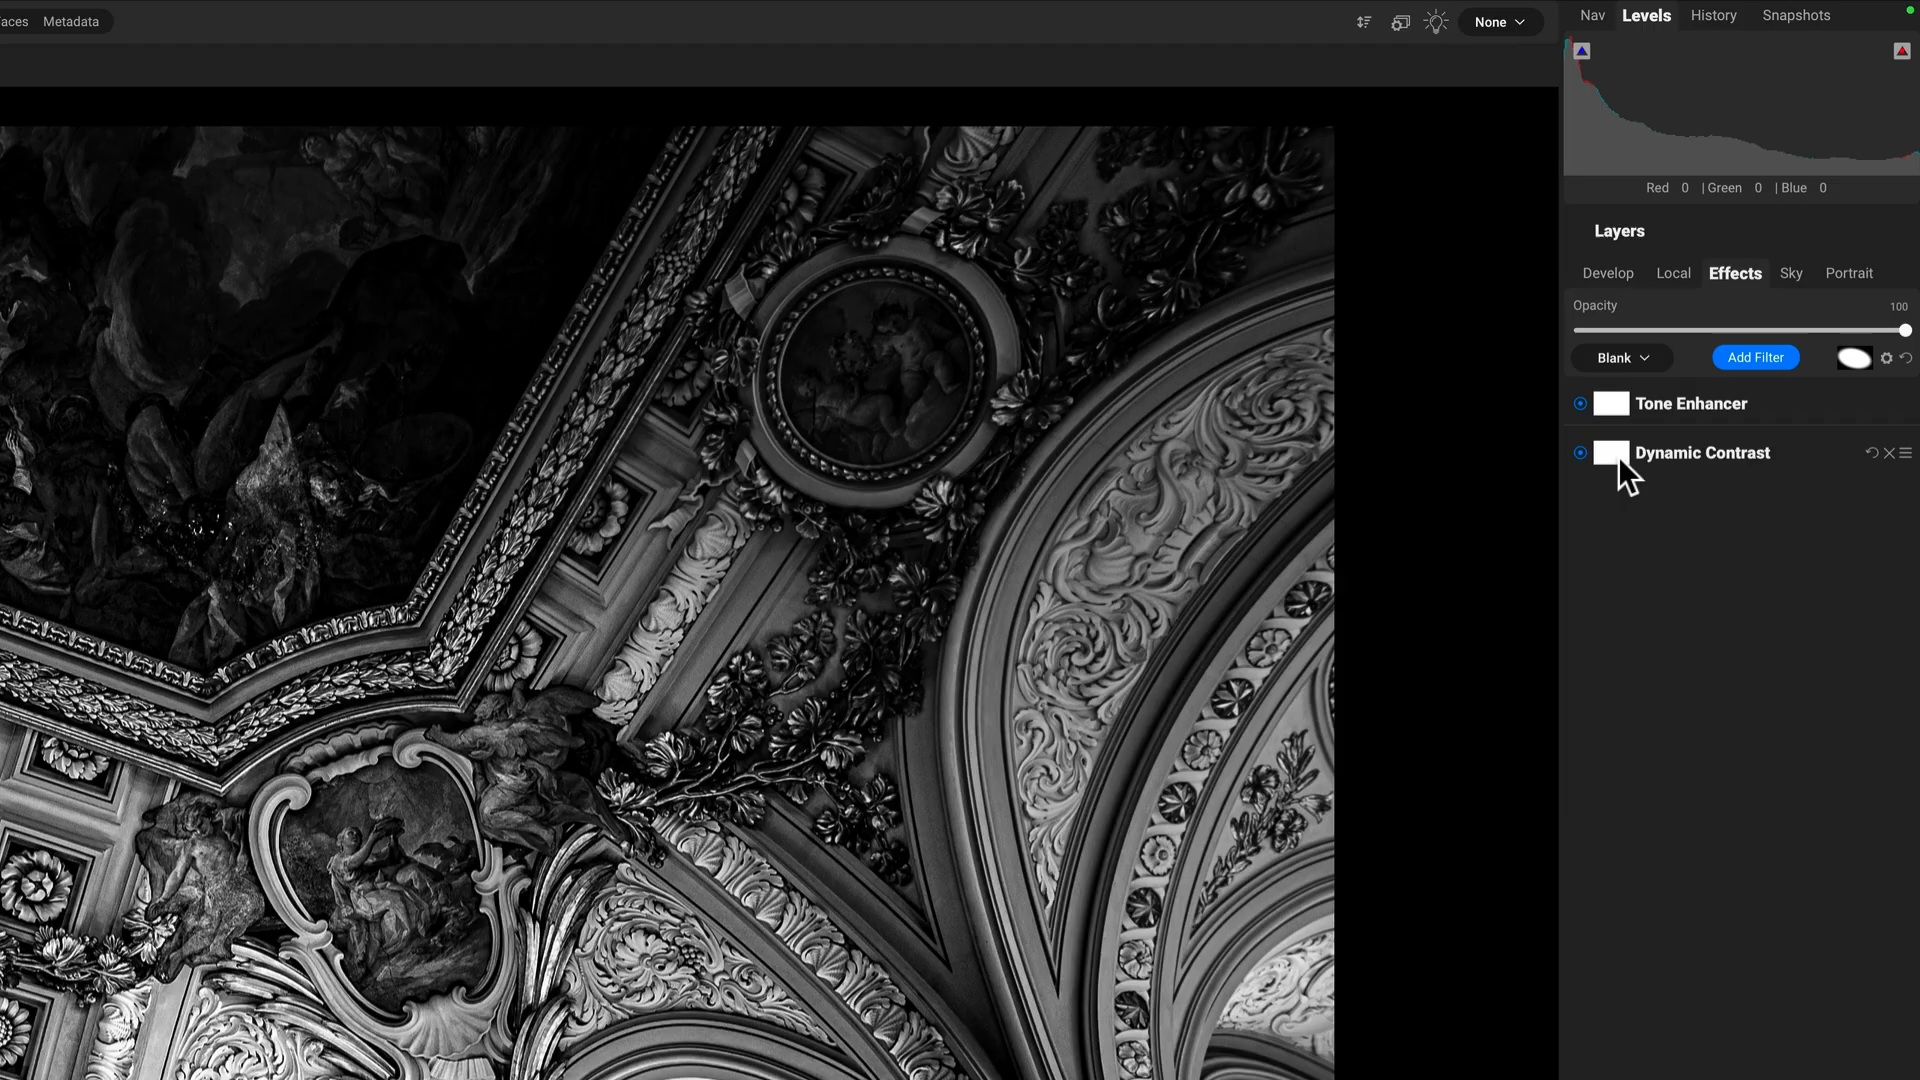 aces Metadata
None
Nav Levels History Snapshots
Red 0 | Green 0 | Blue 0
Layers
Develop Local Effects Sky Portrait
Opacity 100
Blank Add Filter
Tone Enhancer
Dynamic Contrast